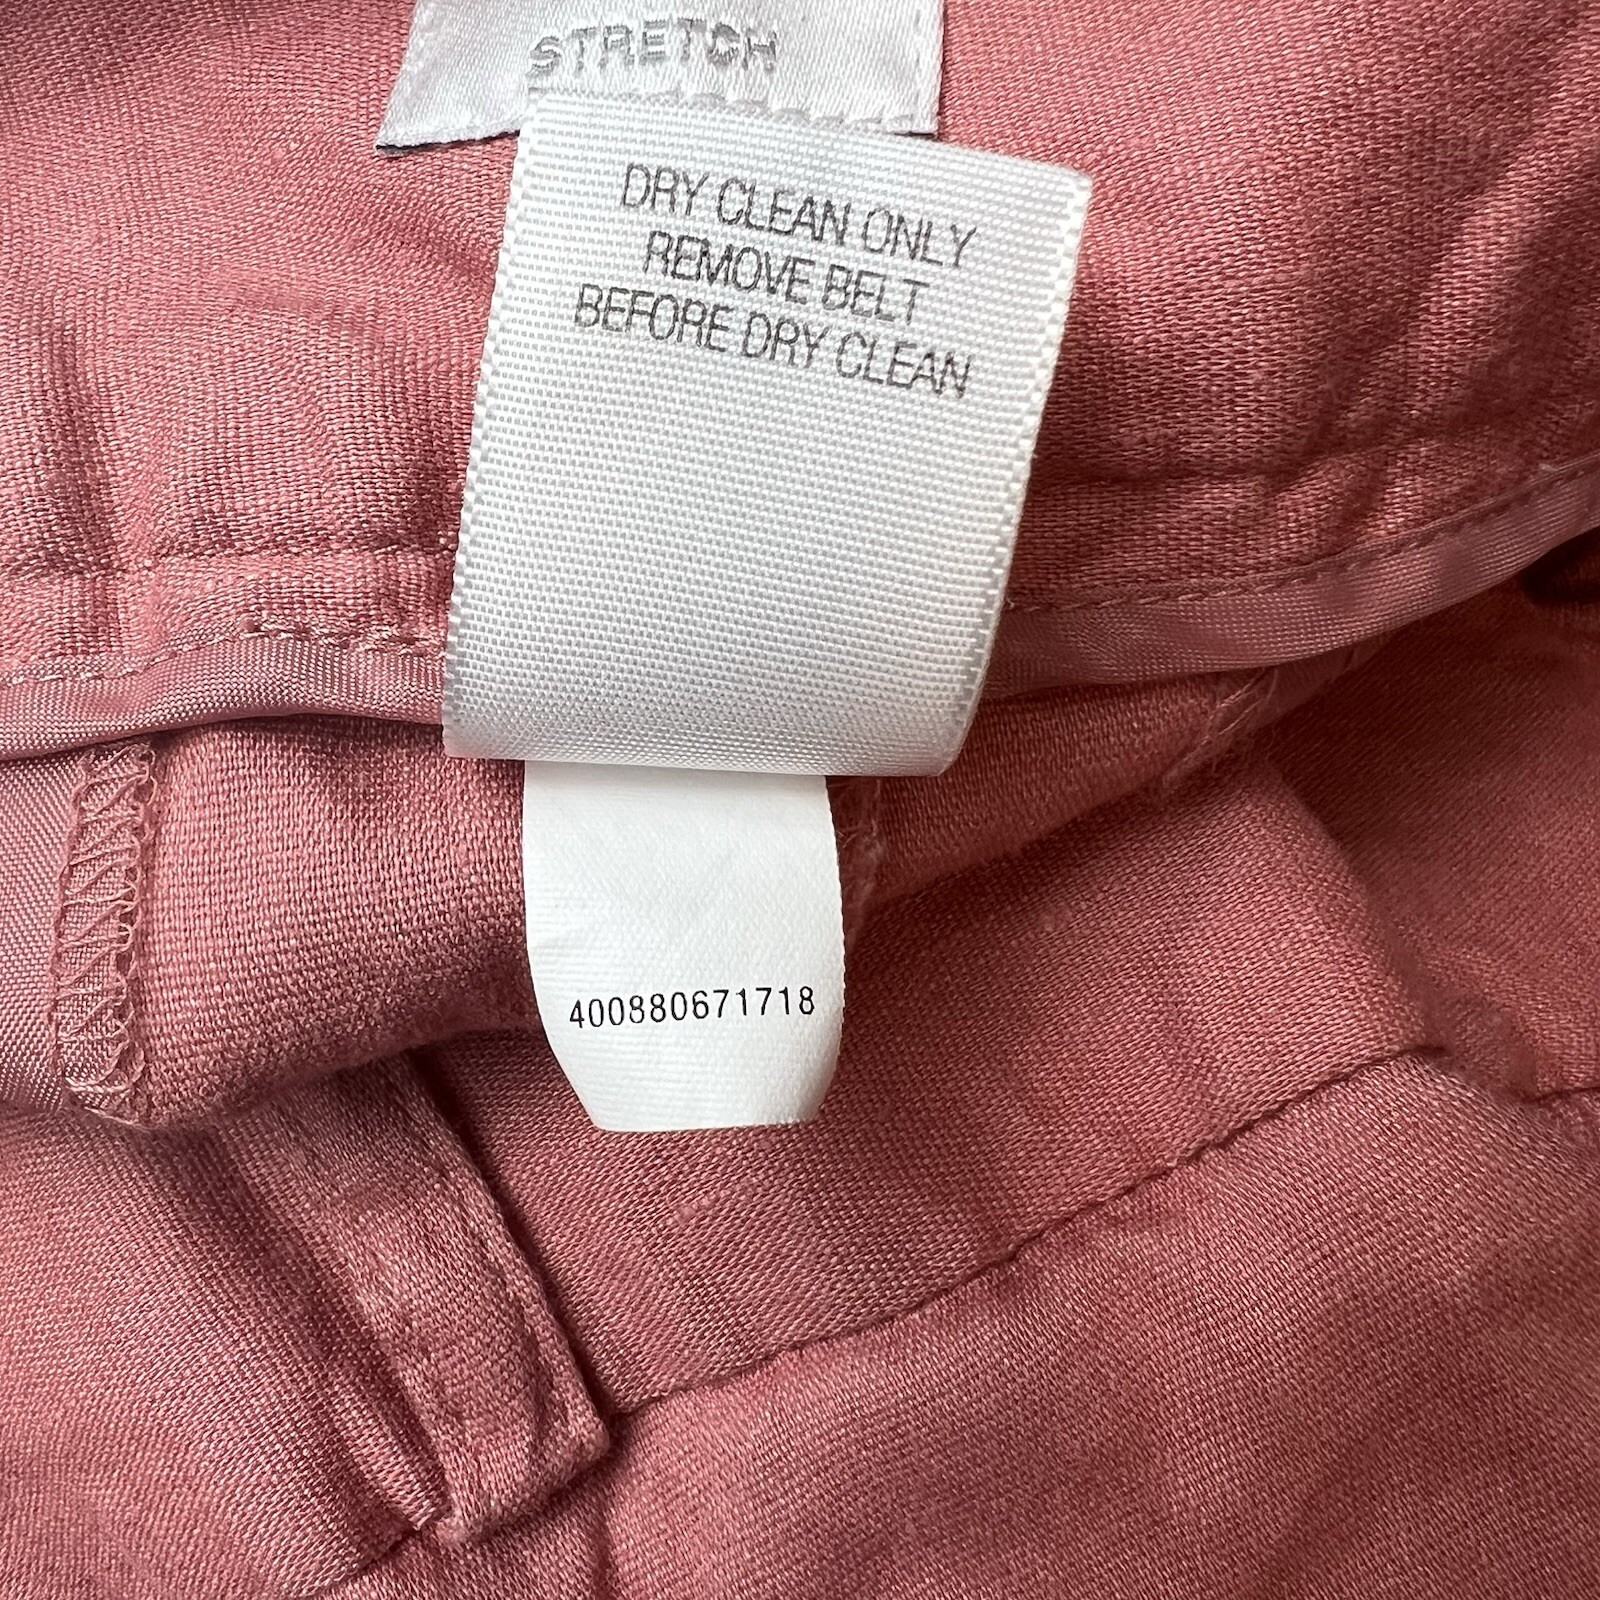 STRETCH
DRY CLEAN ONLY
REMOVE BELT
BEFORE DRY CLEAN
400880671718